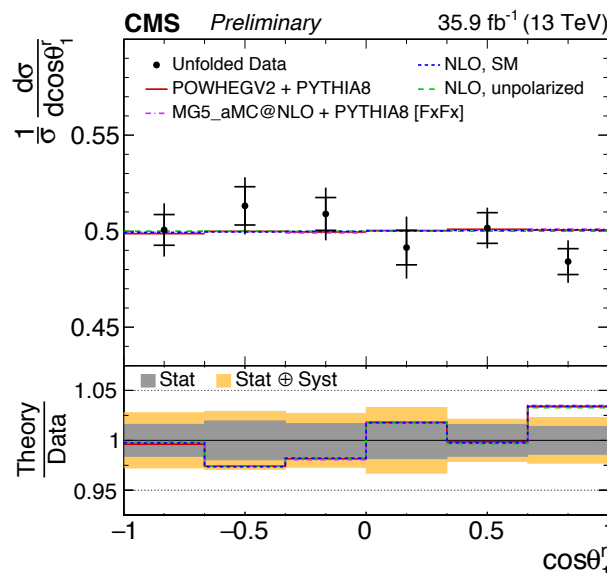 CMS Preliminary 35.9 fb⁻¹ (13 TeV)
Unfolded Data
POWHEGV2 + PYTHIA8
MG5_aMC@NLO + PYTHIA8 [FxFx]
NLO, SM
NLO, unpolarized
1/σ dσ/dcosθ₁ʳ
0.55
0.5
0.45
Stat
Stat ⊕ Syst
Theory/Data
1.05
1
0.95
−1 −0.5 0 0.5 1
cosθ₁ʳ